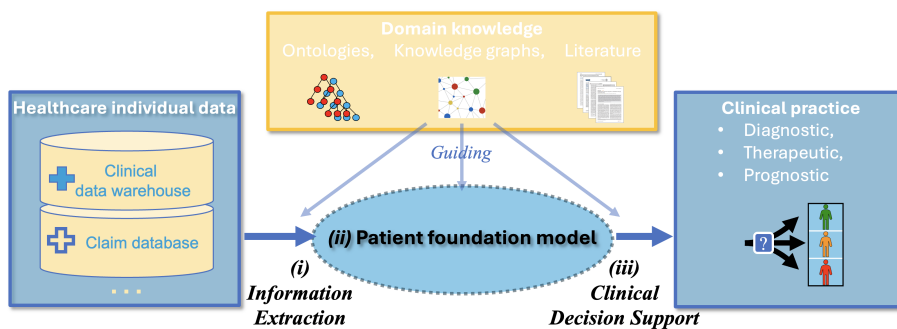 Domain knowledge
Ontologies, Knowledge graphs, Literature
Healthcare individual data
Clinical
data warehouse
Claim database
...
Guiding
(ii) Patient foundation model
(i)
Information
Extraction
(iii)
Clinical
Decision Support
Clinical practice
• Diagnostic,
• Therapeutic,
• Prognostic
?